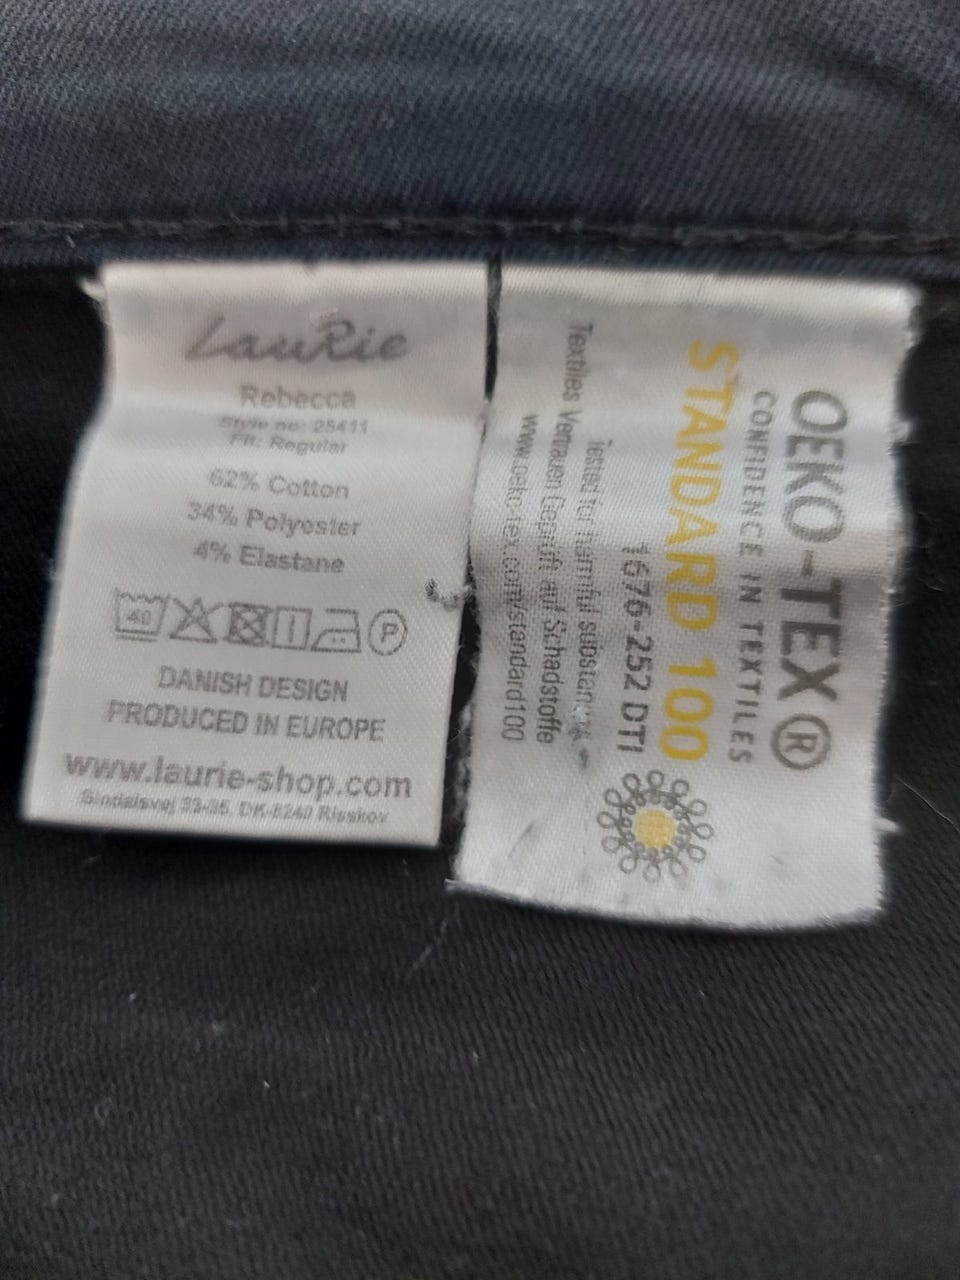 LauRie
Rebecca
Style no: 25411
Fit: Regular
62% Cotton
34% Polyester
4% Elastane
40
P
DANISH DESIGN
PRODUCED IN EUROPE
www.laurie-shop.com
Sindalsvej 33-35, DK-8240 Risskov
OEKO-TEX®
CONFIDENCE IN TEXTILES
STANDARD 100
1676-252 DTI
Tested for harmful substances -
Textiles Vertrauen Geprüft auf Schadstoffe
www.oeko-tex.com/standard100